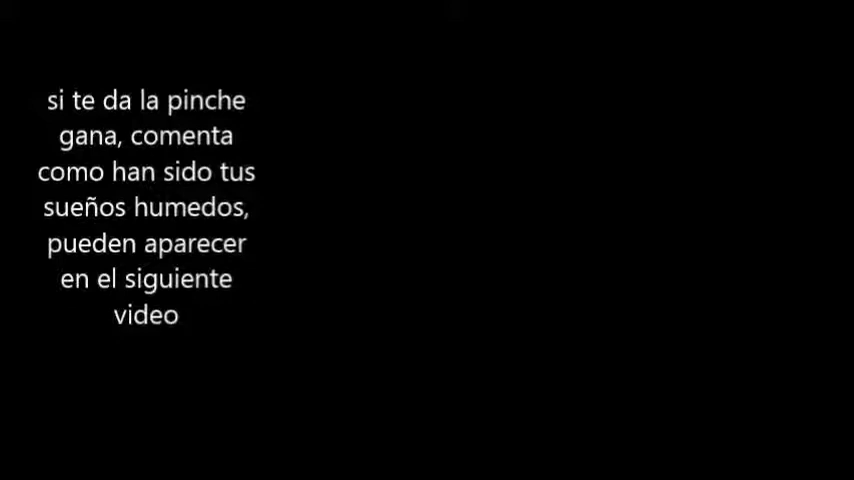 si te da la pinche
gana, comenta
como han sido tus
sueños humedos,
pueden aparecer
en el siguiente
video